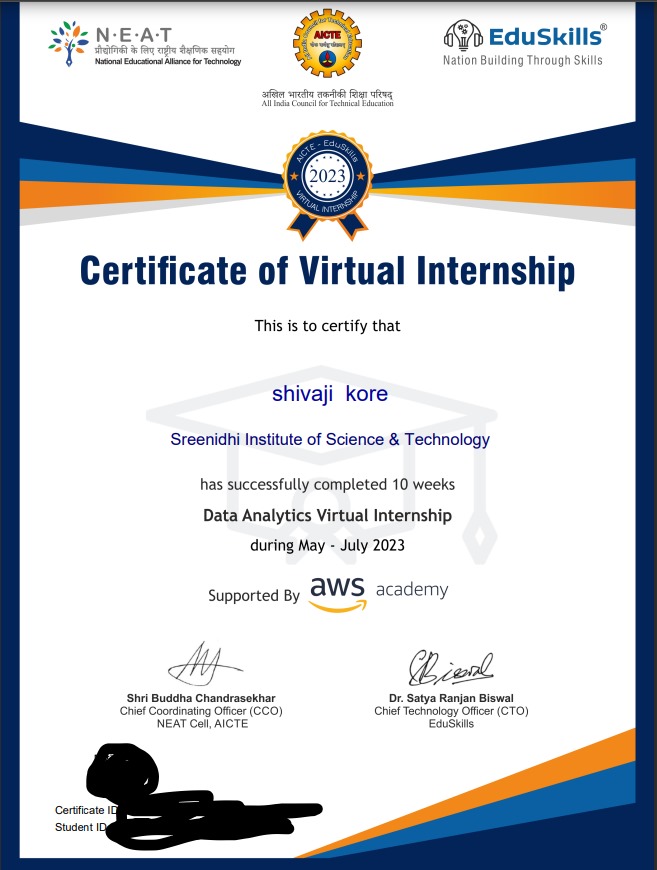 N·E·A·T
प्रौद्योगिकी के लिए राष्ट्रीय शैक्षणिक सहयोग
National Educational Alliance for Technology
AICTE
अखिल भारतीय तकनीकी शिक्षा परिषद्
All India Council for Technical Education
EduSkills®
Nation Building Through Skills
AICTE - EduSkills
2023
VIRTUAL INTERNSHIP
Certificate of Virtual Internship
This is to certify that
shivaji kore
Sreenidhi Institute of Science & Technology
has successfully completed 10 weeks
Data Analytics Virtual Internship
during May - July 2023
Supported By aws academy
Shri Buddha Chandrasekhar
Chief Coordinating Officer (CCO)
NEAT Cell, AICTE
Dr. Satya Ranjan Biswal
Chief Technology Officer (CTO)
EduSkills
Certificate ID
Student ID